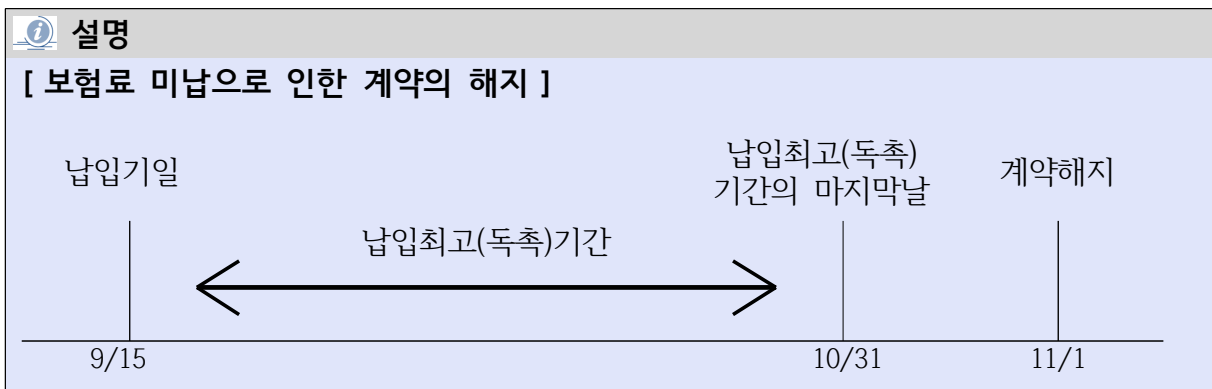 설명
[ 보험료 미납으로 인한 계약의 해지 ]
납입기일
납입최고(독촉)
기간의 마지막날
계약해지
납입최고(독촉)기간
9/15
10/31
11/1